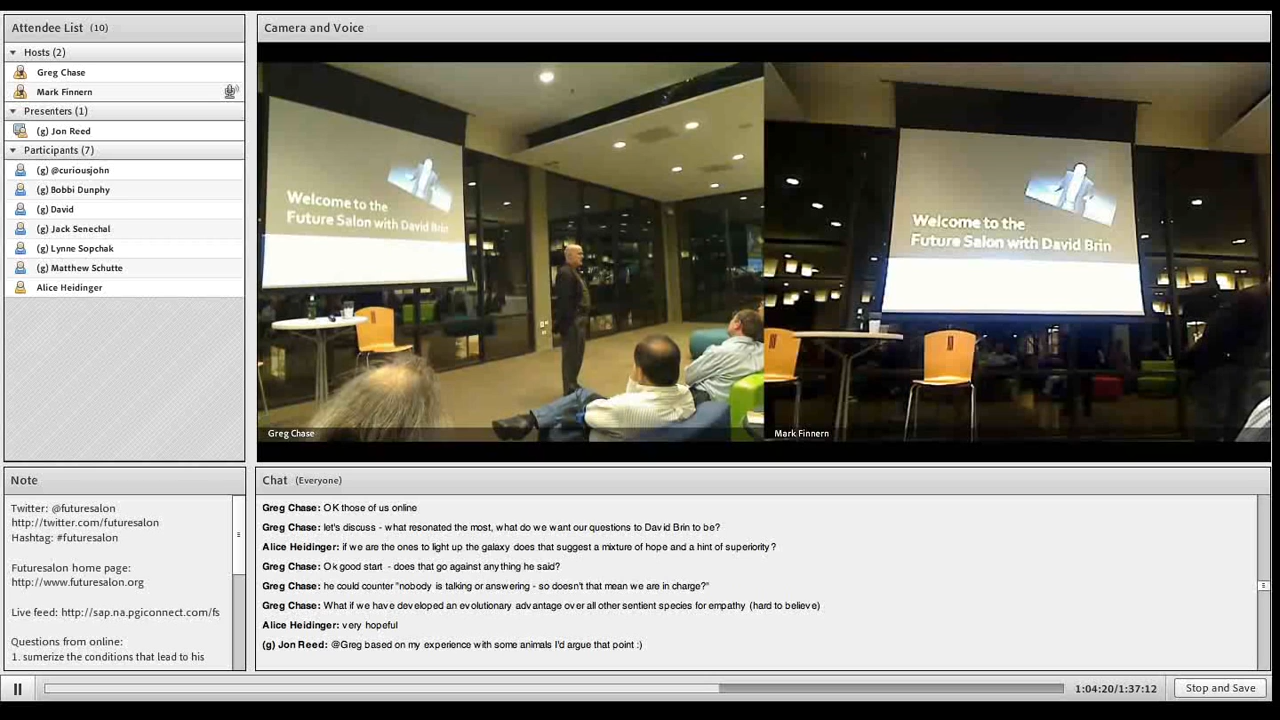 Attendee List (10)
Hosts (2)
Greg Chase
Mark Finnern
Presenters (1)
(g) Jon Reed
Participants (7)
(g) @curiousjohn
(g) Bobbi Dunphy
(g) David
(g) Jack Senechal
(g) Lynne Sopchak
(g) Matthew Schutte
Alice Heidinger
Camera and Voice
Welcome to the
Future Salon with David Brin
Greg Chase
Welcome to the
Future Salon with David Brin
Mark Finnern
Note
Twitter: @futuresalon
http://twitter.com/futuresalon
Hashtag: #futuresalon
Futuresalon home page:
http://www.futuresalon.org
Live feed: http://sap.na.pgiconnect.com/fs
Questions from online:
1. sumerize the conditions that lead to his
Chat (Everyone)
Greg Chase: OK those of us online
Greg Chase: let's discuss - what resonated the most, what do we want our questions to David Brin to be?
Alice Heidinger: if we are the ones to light up the galaxy does that suggest a mixture of hope and a hint of superiority?
Greg Chase: Ok good start - does that go against anything he said?
Greg Chase: he could counter "nobody is talking or answering - so doesn't that mean we are in charge?"
Greg Chase: What if we have developed an evolutionary advantage over all other sentient species for empathy (hard to believe)
Alice Heidinger: very hopeful
(g) Jon Reed: @Greg based on my experience with some animals I'd argue that point :)
1:04:20/1:37:12
Stop and Save